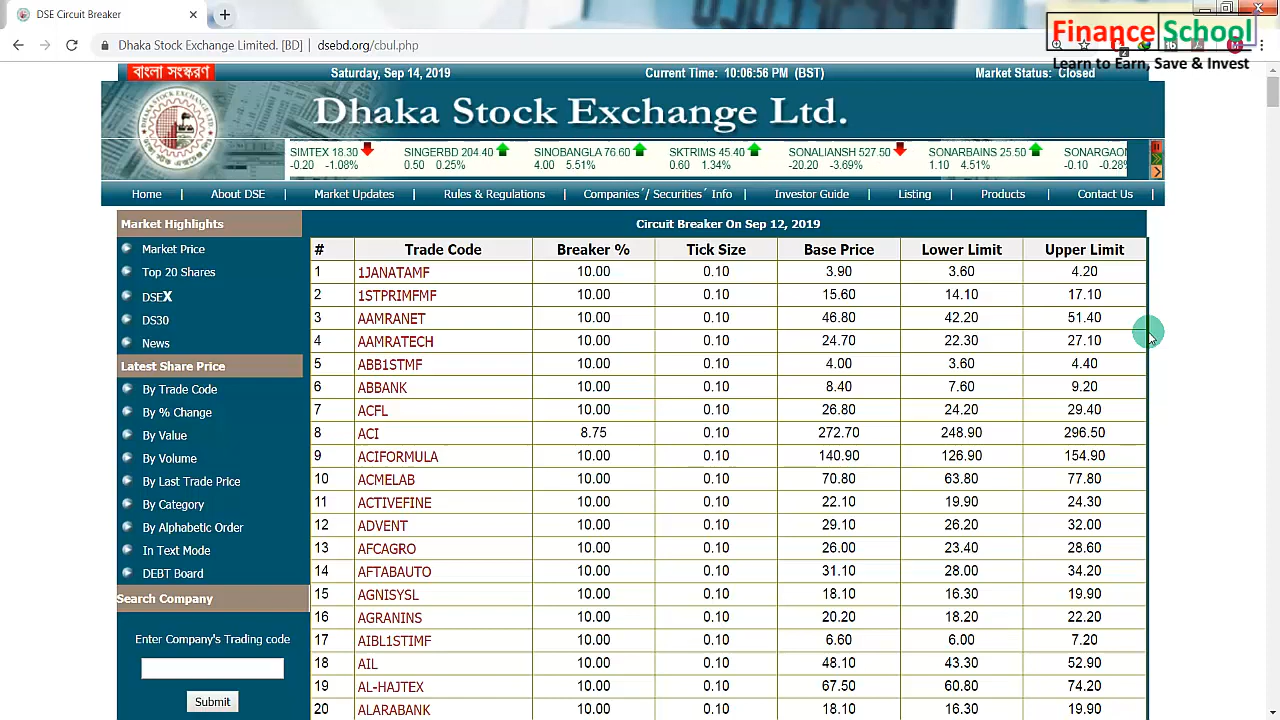 DSE Circuit Breaker
Finance School
Dhaka Stock Exchange Limited. [BD] | dsebd.org/cbul.php
Learn to Earn, Save & Invest
বাংলা সংস্করণ Saturday, Sep 14, 2019 Current Time: 10:06:56 PM (BST) Market Status: Closed
Dhaka Stock Exchange Ltd.
SIMTEX 18.30 SINGERBD 204.40 SINOBANGLA 76.60 SKTRIMS 45.40 SONALIANSH 527.50 SONARBAINS 25.50 SONARGAO
-0.20 -1.08% 0.50 0.25% 4.00 5.51% 0.60 1.34% -20.20 -3.69% 1.10 4.51% -0.10 -0.28%
Home | About DSE | Market Updates | Rules & Regulations | Companies´/ Securities´ Info | Investor Guide | Listing | Products | Contact Us |
Market Highlights
Market Price
Top 20 Shares
DSEX
DS30
News
Latest Share Price
By Trade Code
By % Change
By Value
By Volume
By Last Trade Price
By Category
By Alphabetic Order
In Text Mode
DEBT Board
Search Company
Enter Company's Trading code
Submit
Circuit Breaker On Sep 12, 2019
# Trade Code Breaker % Tick Size Base Price Lower Limit Upper Limit
1 1JANATAMF 10.00 0.10 3.90 3.60 4.20
2 1STPRIMFMF 10.00 0.10 15.60 14.10 17.10
3 AAMRANET 10.00 0.10 46.80 42.20 51.40
4 AAMRATECH 10.00 0.10 24.70 22.30 27.10
5 ABB1STMF 10.00 0.10 4.00 3.60 4.40
6 ABBANK 10.00 0.10 8.40 7.60 9.20
7 ACFL 10.00 0.10 26.80 24.20 29.40
8 ACI 8.75 0.10 272.70 248.90 296.50
9 ACIFORMULA 10.00 0.10 140.90 126.90 154.90
10 ACMELAB 10.00 0.10 70.80 63.80 77.80
11 ACTIVEFINE 10.00 0.10 22.10 19.90 24.30
12 ADVENT 10.00 0.10 29.10 26.20 32.00
13 AFCAGRO 10.00 0.10 26.00 23.40 28.60
14 AFTABAUTO 10.00 0.10 31.10 28.00 34.20
15 AGNISYSL 10.00 0.10 18.10 16.30 19.90
16 AGRANINS 10.00 0.10 20.20 18.20 22.20
17 AIBL1STIMF 10.00 0.10 6.60 6.00 7.20
18 AIL 10.00 0.10 48.10 43.30 52.90
19 AL-HAJTEX 10.00 0.10 67.50 60.80 74.20
20 ALARABANK 10.00 0.10 18.10 16.30 19.90